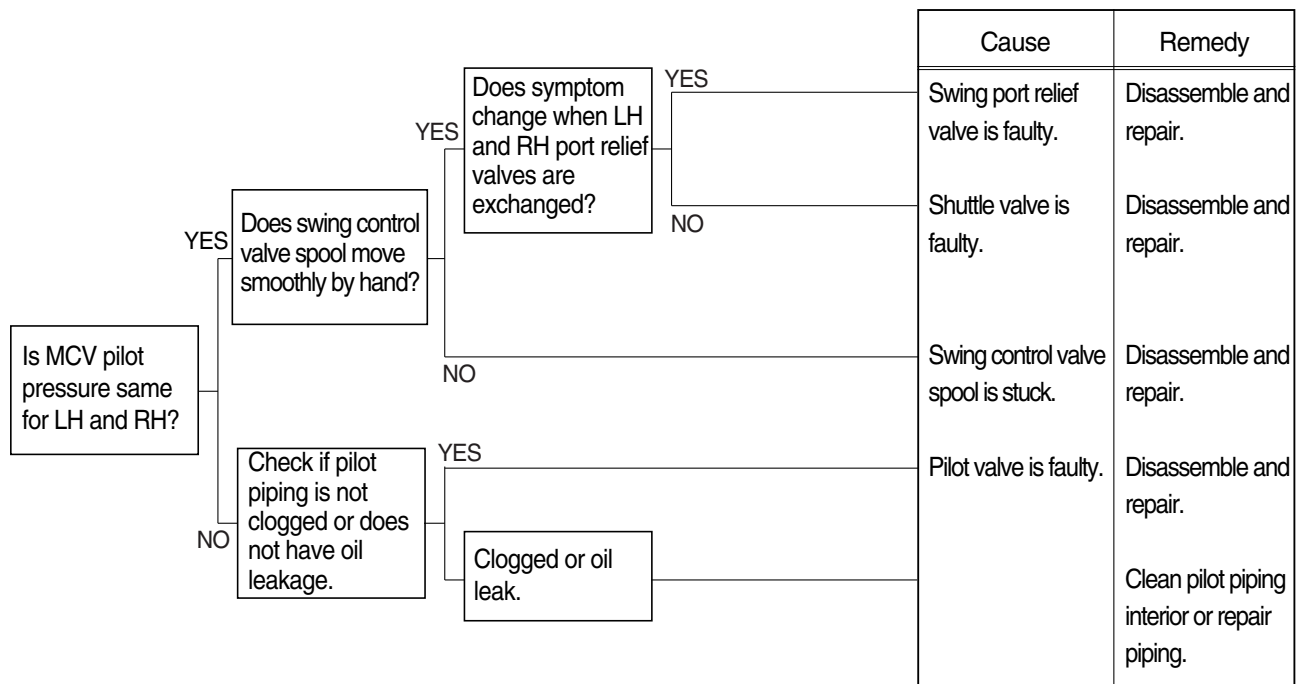 Cause
Remedy
YES
Does symptom
change when LH
and RH port relief
valves are
exchanged?
YES
Swing port relief
valve is faulty.
Disassemble and
repair.
NO
Shuttle valve is
faulty.
Disassemble and
repair.
YES
Does swing control
valve spool move
smoothly by hand?
NO
Swing control valve
spool is stuck.
Disassemble and
repair.
Is MCV pilot
pressure same
for LH and RH?
NO
Check if pilot
piping is not
clogged or does
not have oil
leakage.
YES
Pilot valve is faulty.
Disassemble and
repair.
Clogged or oil
leak.
Clean pilot piping
interior or repair
piping.